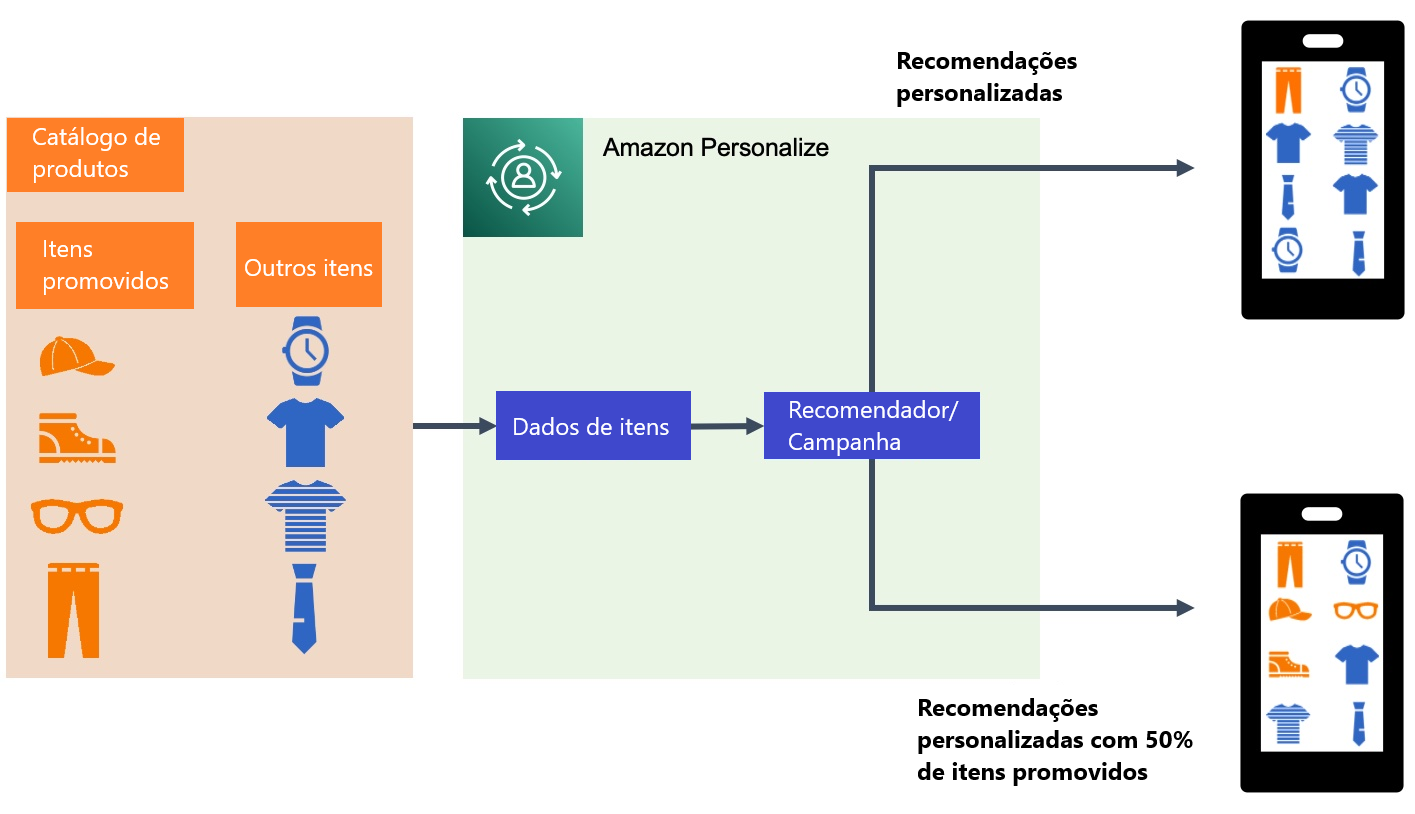 Catálogo de
produtos
Itens
promovidos
Outros itens
Amazon Personalize
Dados de itens
Recomendador/
Campanha
Recomendações
personalizadas
Recomendações
personalizadas com 50%
de itens promovidos